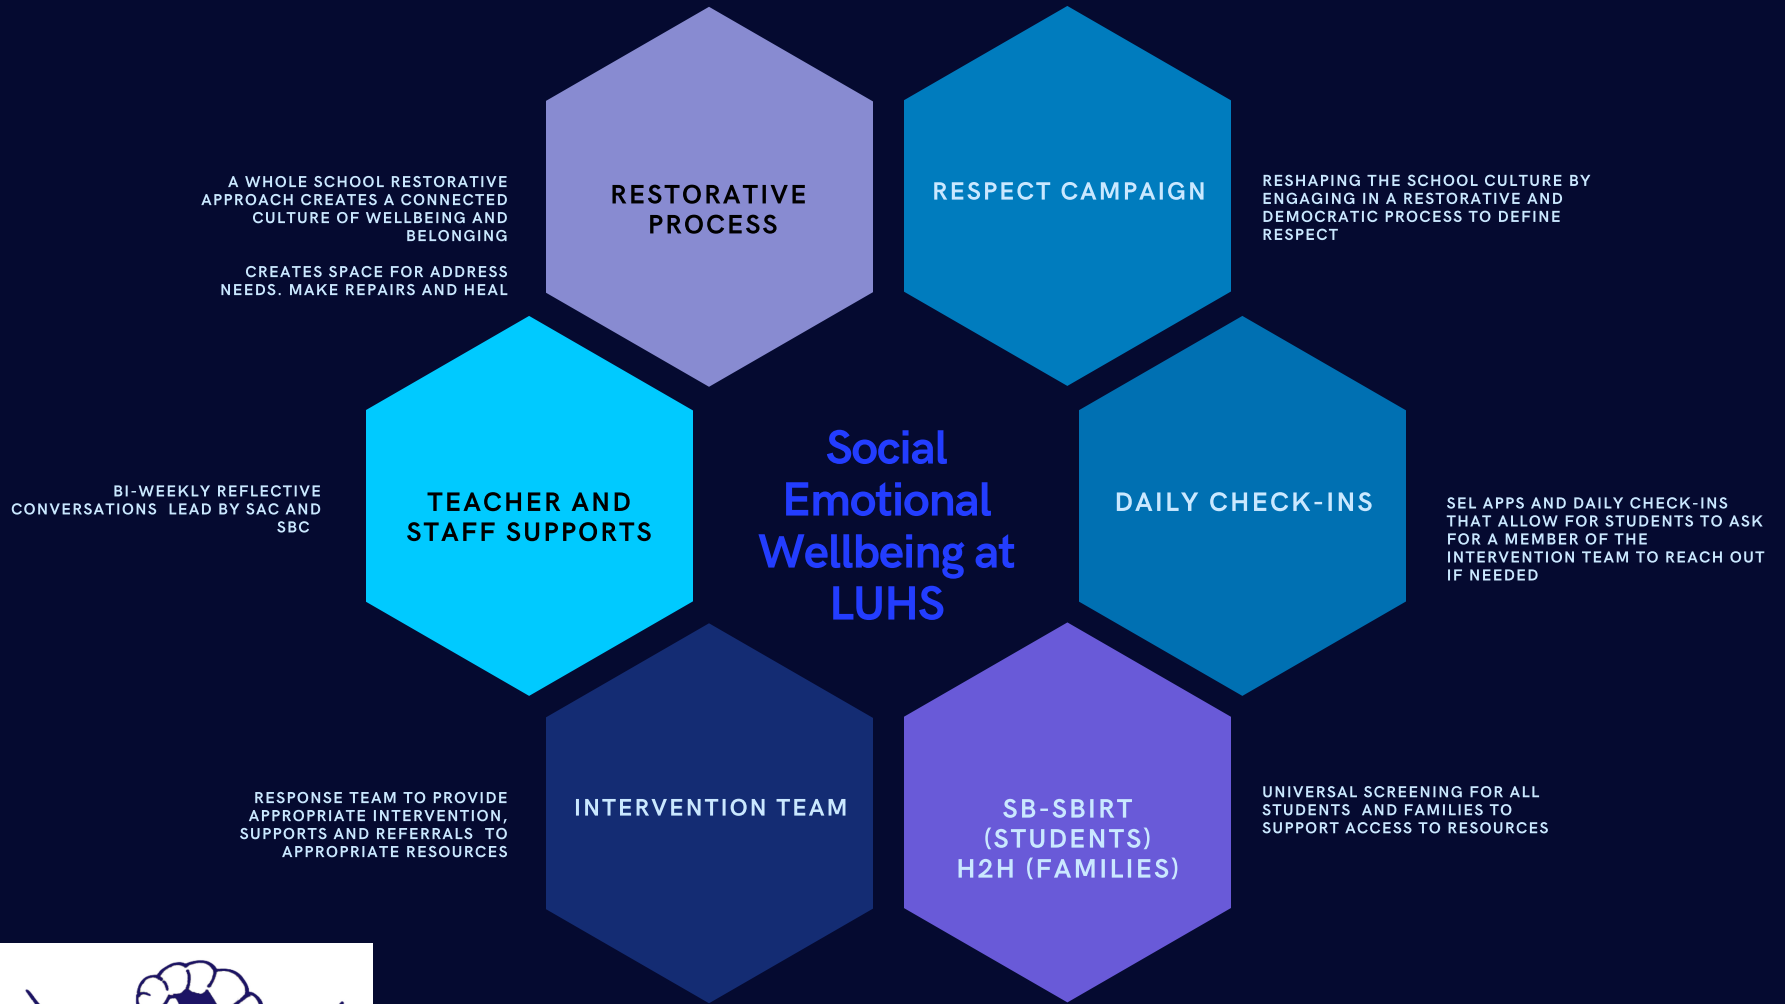 RESTORATIVE
PROCESS
A WHOLE SCHOOL RESTORATIVE
APPROACH CREATES A CONNECTED
CULTURE OF WELLBEING AND
BELONGING
CREATES SPACE FOR ADDRESS
NEEDS. MAKE REPAIRS AND HEAL
RESPECT CAMPAIGN
RESHAPING THE SCHOOL CULTURE BY
ENGAGING IN A RESTORATIVE AND
DEMOCRATIC PROCESS TO DEFINE
RESPECT
TEACHER AND
STAFF SUPPORTS
BI-WEEKLY REFLECTIVE
CONVERSATIONS  LEAD BY SAC AND
SBC
Social
Emotional
Wellbeing at
LUHS
DAILY CHECK-INS
SEL APPS AND DAILY CHECK-INS
THAT ALLOW FOR STUDENTS TO ASK
FOR A MEMBER OF THE
INTERVENTION TEAM TO REACH OUT
IF NEEDED
INTERVENTION TEAM
RESPONSE TEAM TO PROVIDE
APPROPRIATE INTERVENTION,
SUPPORTS AND REFERRALS  TO
APPROPRIATE RESOURCES
SB-SBIRT
(STUDENTS)
H2H (FAMILIES)
UNIVERSAL SCREENING FOR ALL
STUDENTS  AND FAMILIES TO
SUPPORT ACCESS TO RESOURCES